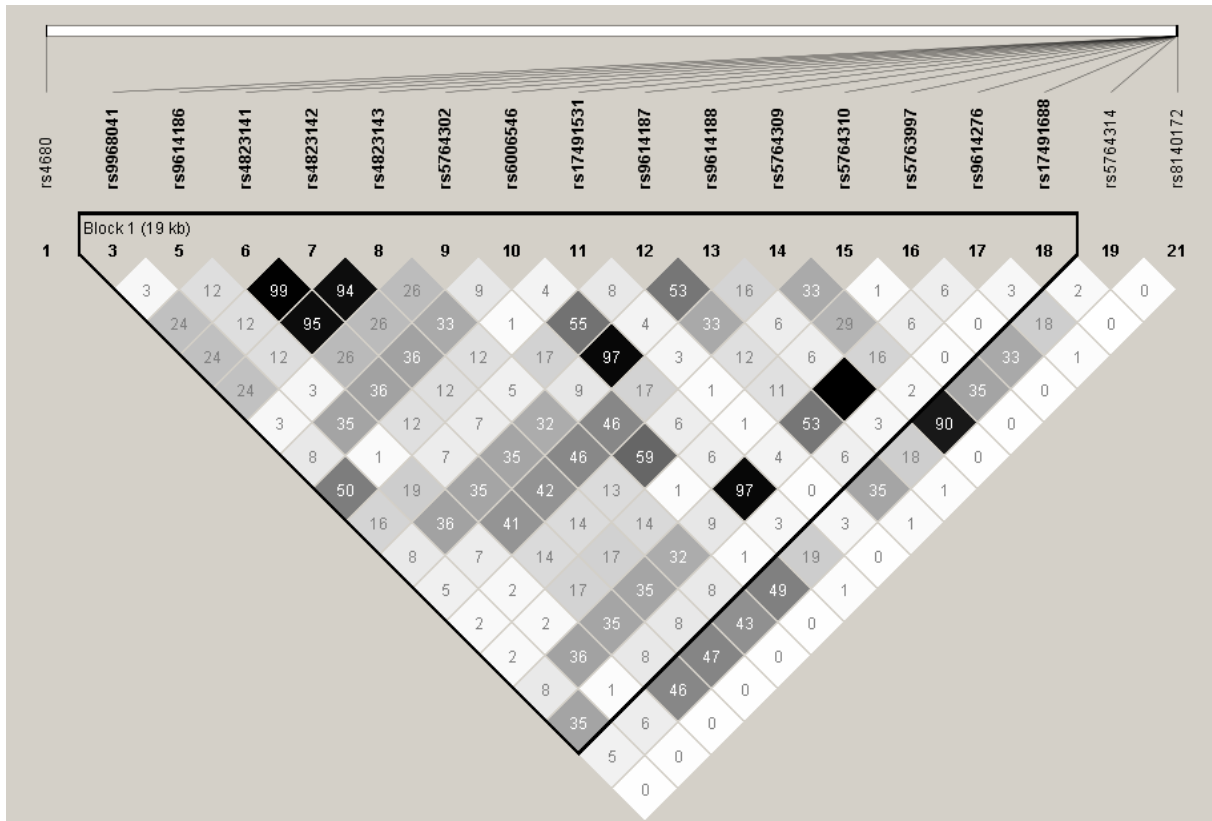 rs4680
rs9968041
rs9614186
rs4823141
rs4823142
rs4823143
rs5764302
rs6006546
rs17491531
rs9614187
rs9614188
rs5764309
rs5764310
rs5763997
rs9614276
rs17491688
rs5764314
rs8140172
Block 1 (19 kb)
1 3 5 6 7 8 9 10 11 12 13 14 15 16 17 18 19 21
3 12 99 94 26 9 4 8 53 16 33 1 6 3 2 0
24 12 95 26 33 1 55 4 33 6 29 6 0 18 0
24 12 26 36 12 17 97 3 12 6 16 0 33 1
24 3 36 12 5 9 17 1 11 2 35 0
3 35 12 7 32 46 6 1 53 3 90 0
8 1 7 35 46 59 6 4 6 18 0
50 19 35 42 13 1 97 0 35 1
16 36 41 14 14 9 3 3 1
8 7 14 17 32 1 19 0
5 2 17 35 8 49 1
2 2 35 8 43 0
2 36 8 47 0
8 1 46 0
35 6 0
5 0
0